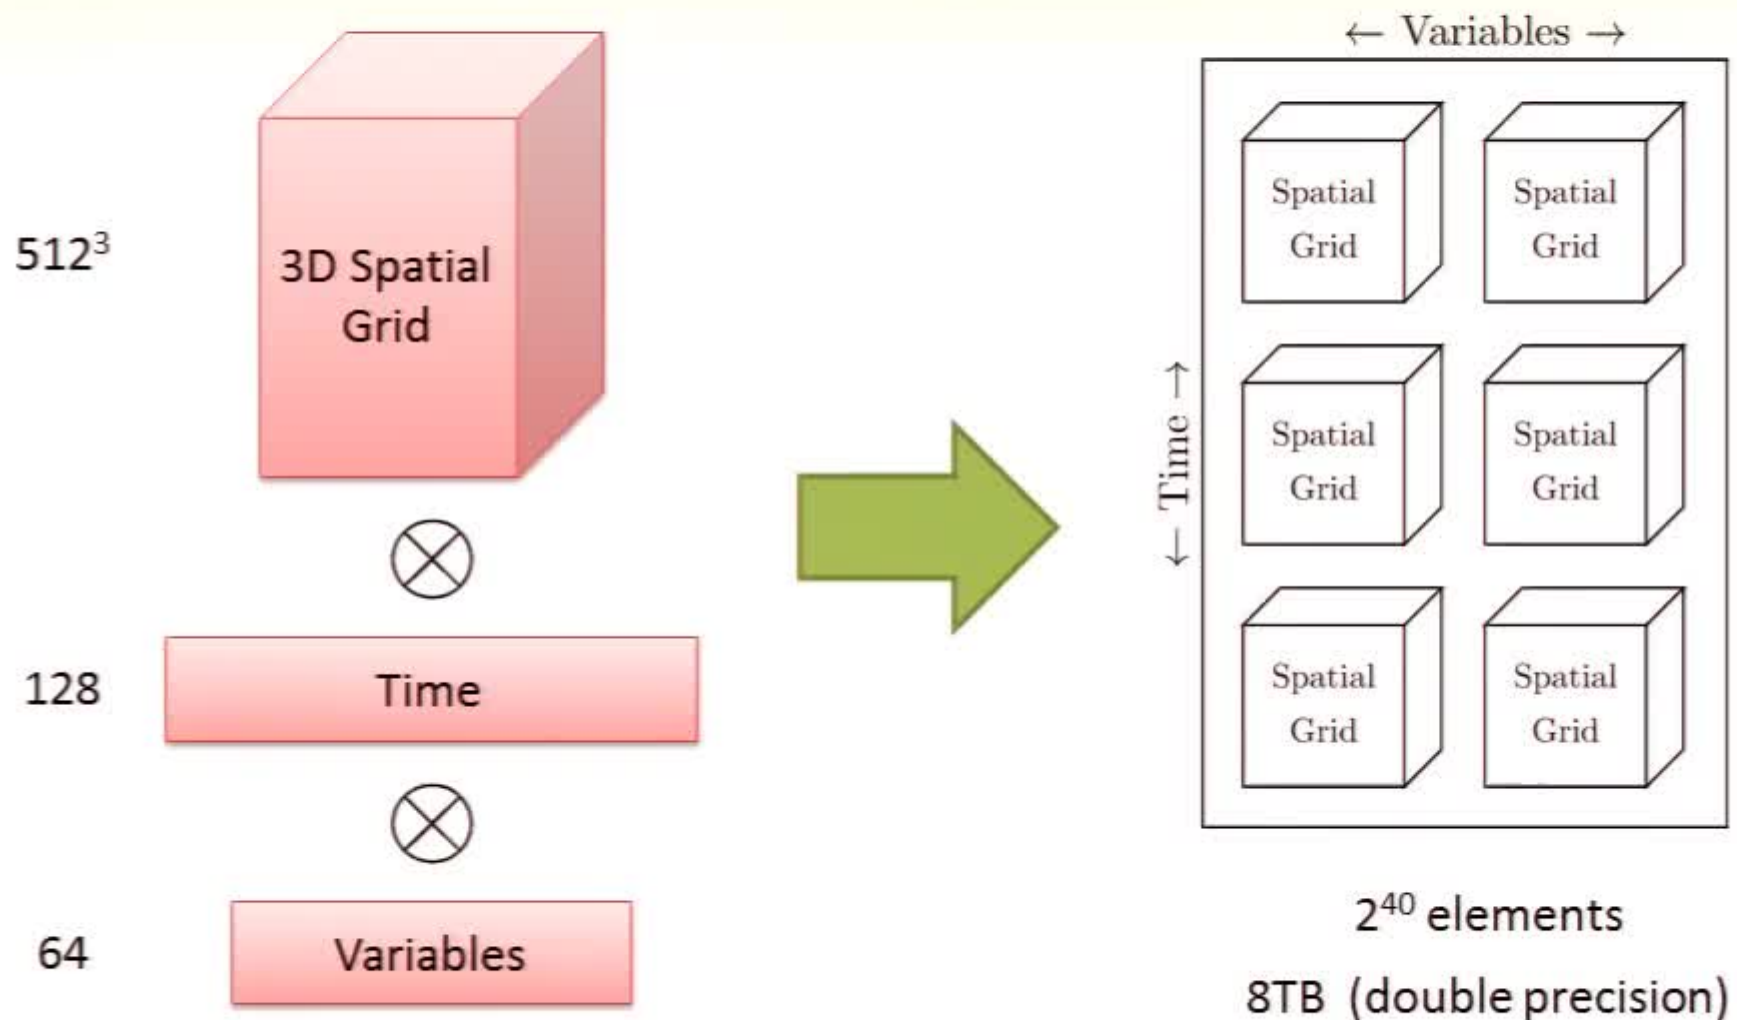 512³
3D Spatial
Grid
128
Time
64
Variables
← Variables →
← Time →
Spatial
Grid
Spatial
Grid
Spatial
Grid
Spatial
Grid
Spatial
Grid
Spatial
Grid
2⁴⁰ elements
8TB (double precision)